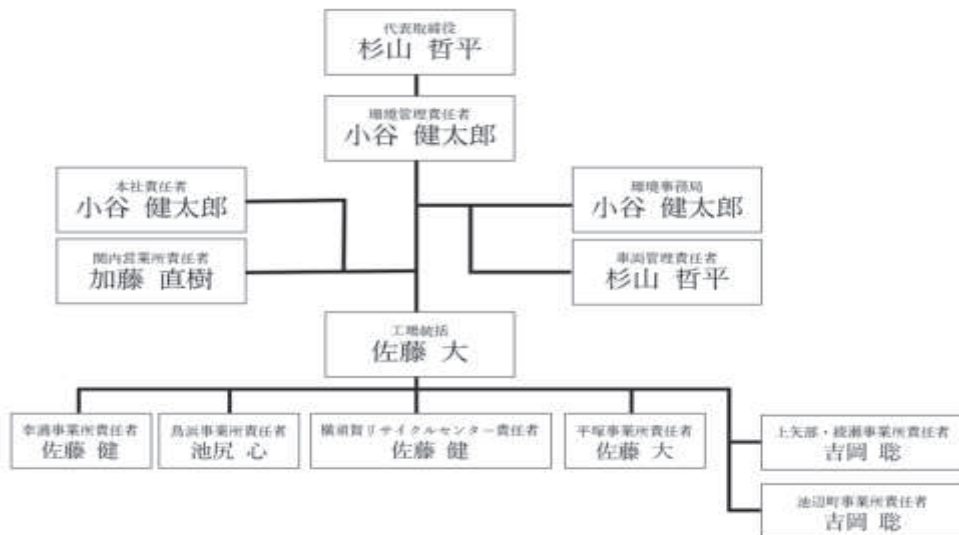 代表取締役
杉山 哲平
環境管理責任者
小谷 健太郎
本社責任者
小谷 健太郎
環境事務局
小谷 健太郎
関内営業所責任者
加藤 直樹
車両管理責任者
杉山 哲平
工場統括
佐藤 大
幸浦事業所責任者
佐藤 健
鳥浜事業所責任者
池尻 心
横須賀リサイクルセンター責任者
佐藤 健
平塚事業所責任者
佐藤 大
上矢部・綾瀬事業所責任者
吉岡 聡
池辺町事業所責任者
吉岡 聡